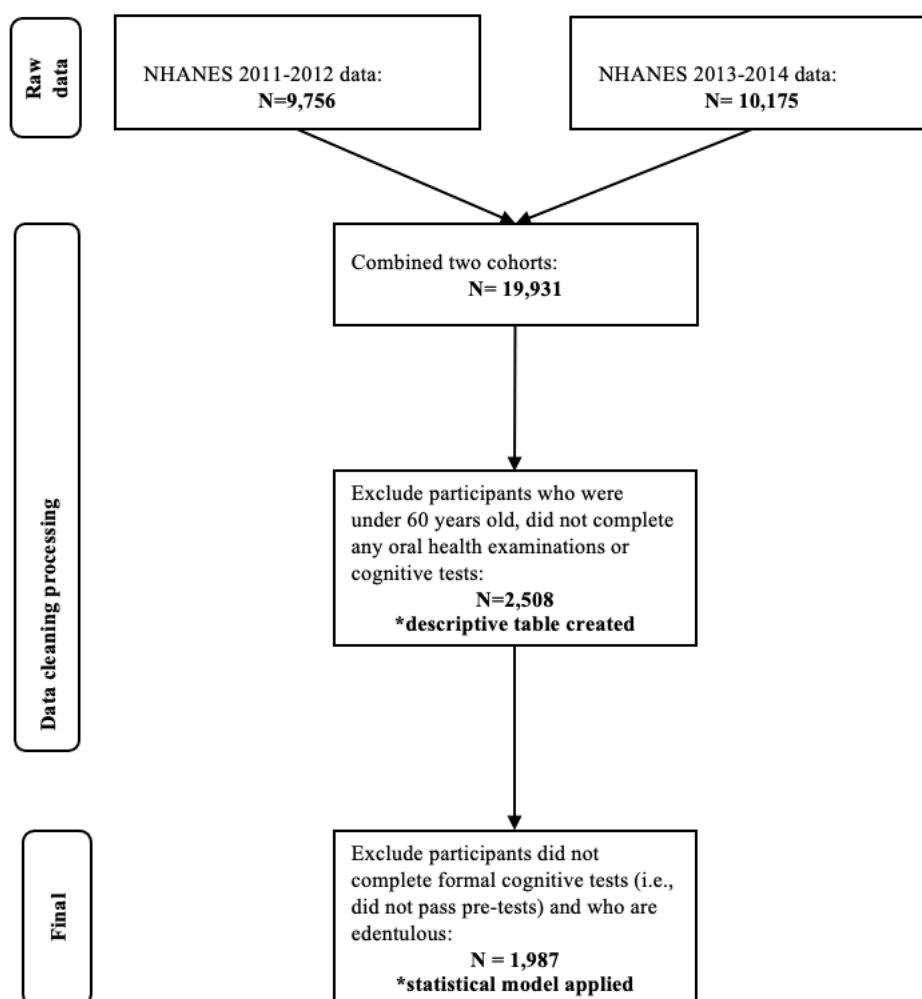 Raw
data
NHANES 2011-2012 data:
N=9,756
NHANES 2013-2014 data:
N= 10,175
Data cleaning processing
Combined two cohorts:
N= 19,931
Exclude participants who were
under 60 years old, did not complete
any oral health examinations or
cognitive tests:
N=2,508
*descriptive table created
Final
Exclude participants did not
complete formal cognitive tests (i.e.,
did not pass pre-tests) and who are
edentulous:
N = 1,987
*statistical model applied